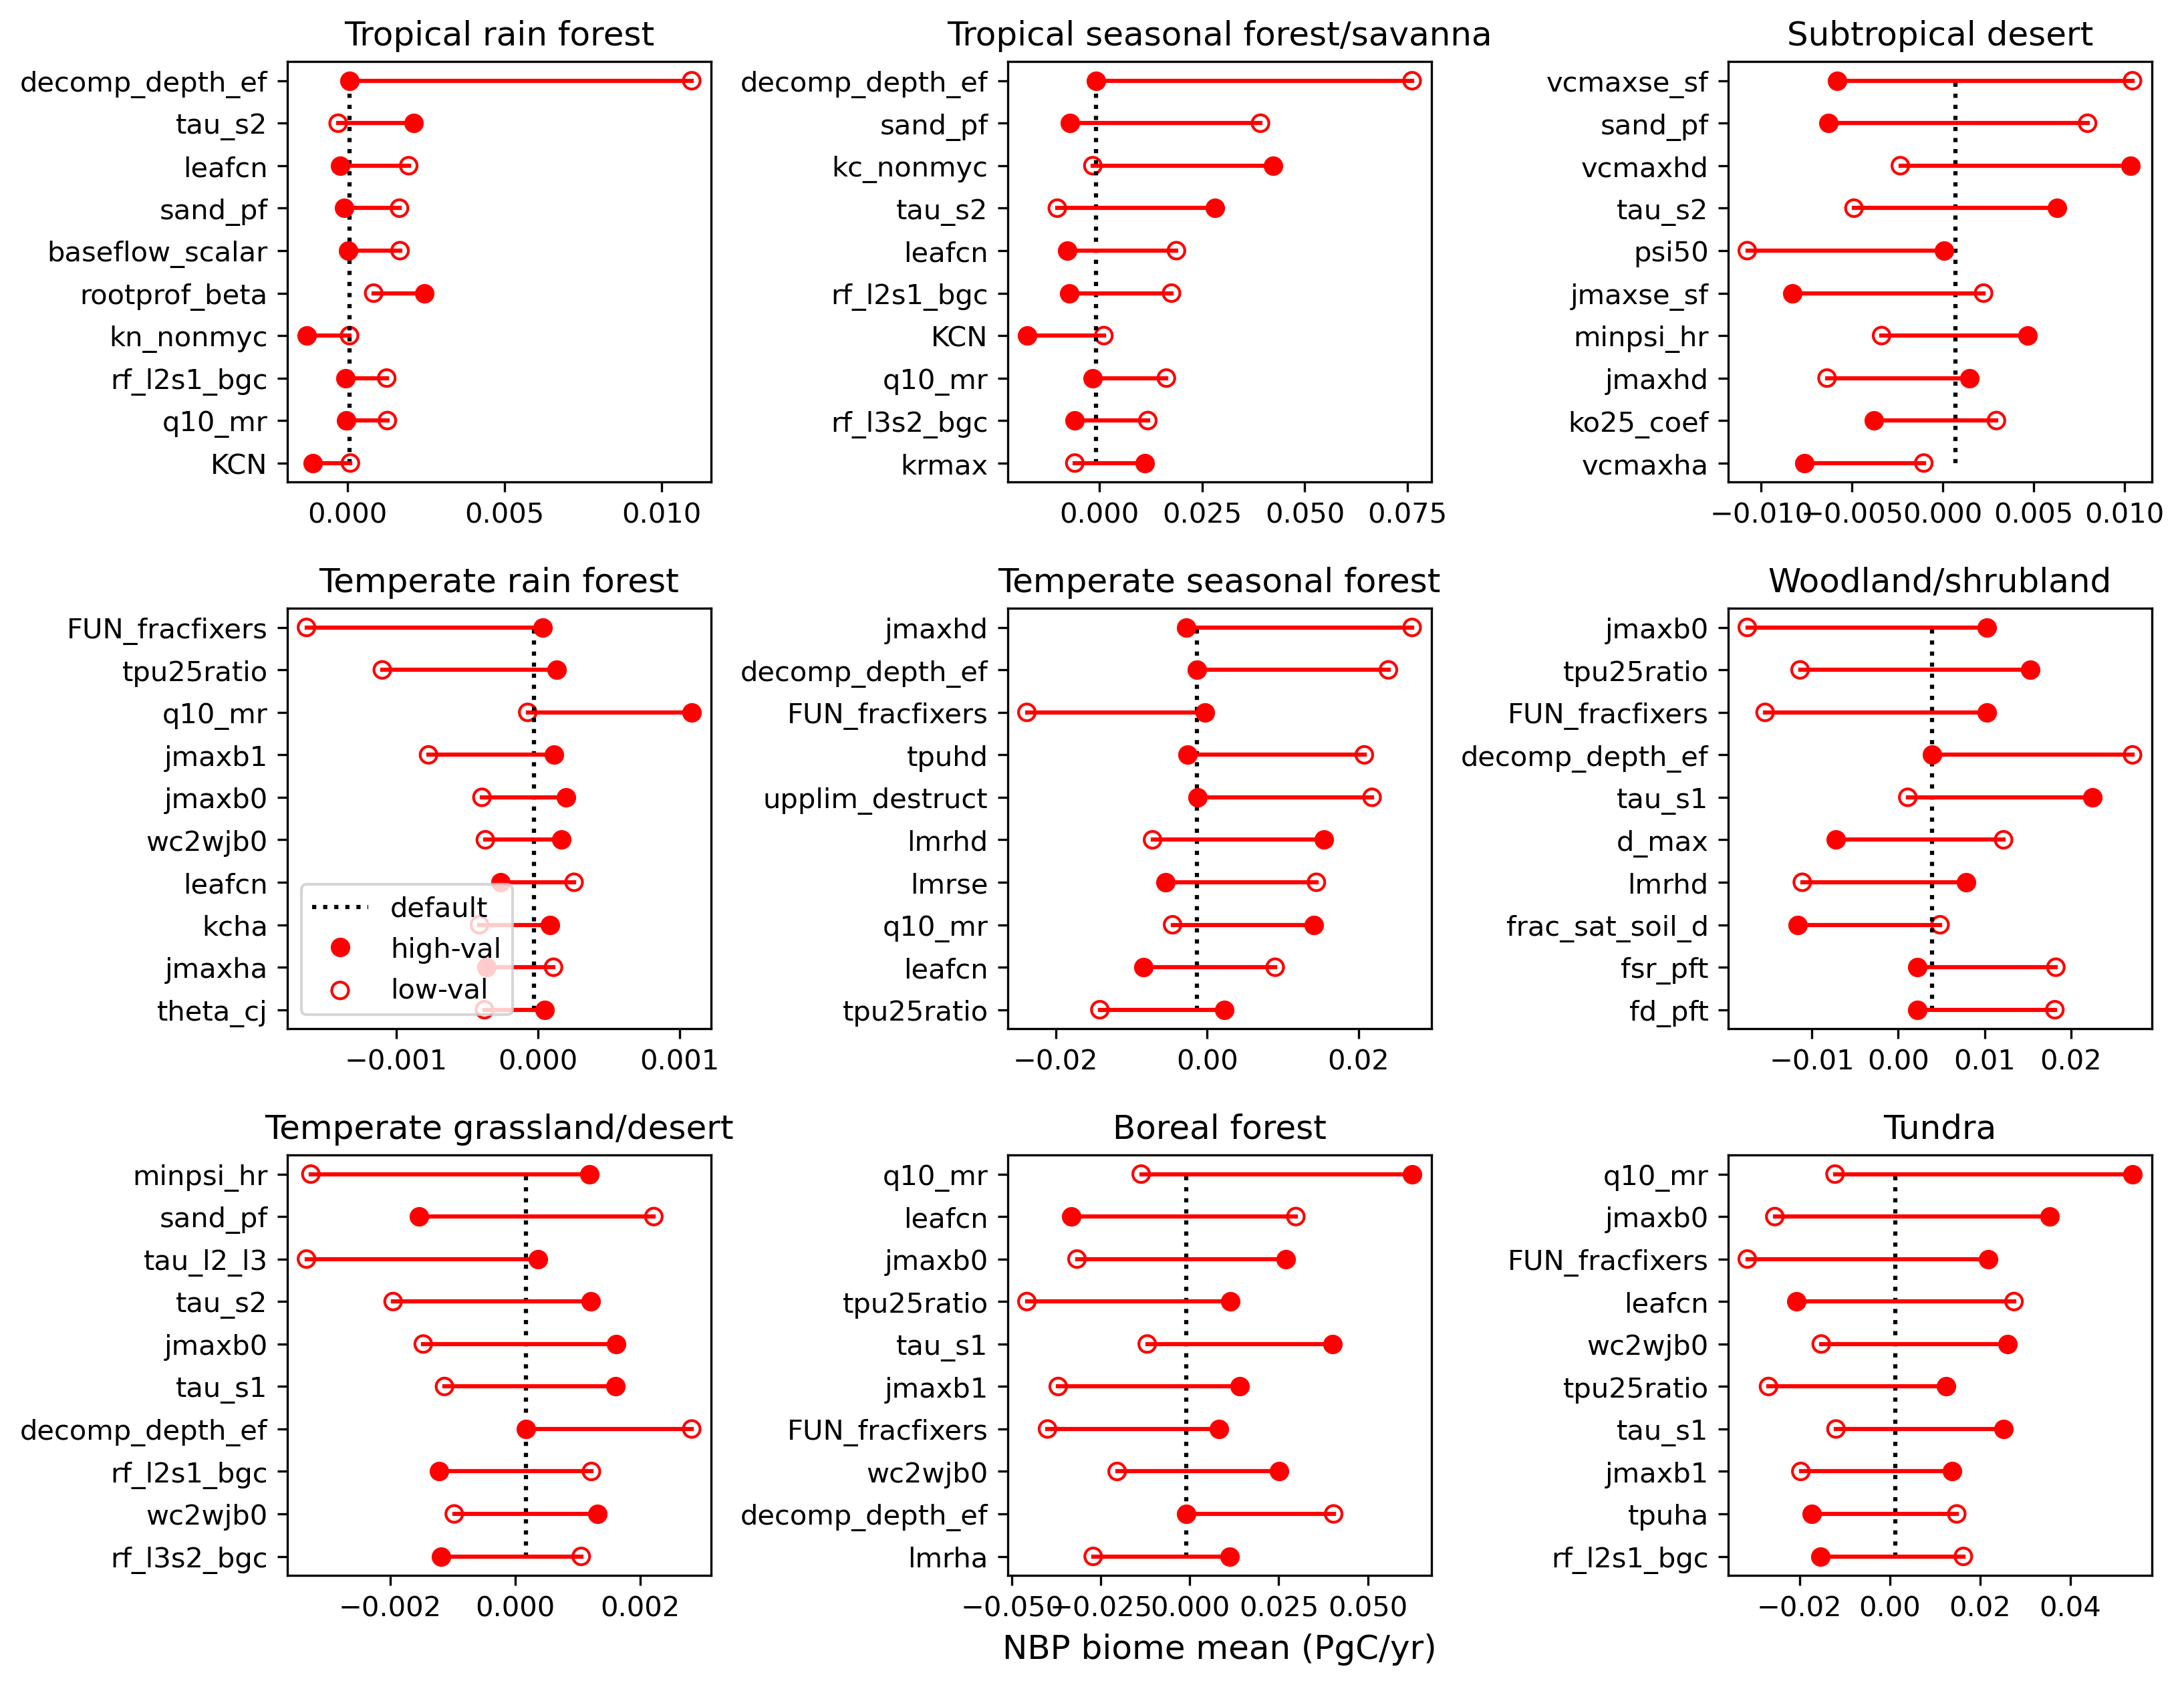 Tropical rain forest
decomp_depth_ef
tau_s2
leafcn
sand_pf
baseflow_scalar
rootprof_beta
kn_nonmyc
rf_l2s1_bgc
q10_mr
KCN
0.000 0.005 0.010
Tropical seasonal forest/savanna
decomp_depth_ef
sand_pf
kc_nonmyc
tau_s2
leafcn
rf_l2s1_bgc
KCN
q10_mr
rf_l3s2_bgc
krmax
0.000 0.025 0.050 0.075
Subtropical desert
vcmaxse_sf
sand_pf
vcmaxhd
tau_s2
psi50
jmaxse_sf
minpsi_hr
jmaxhd
ko25_coef
vcmaxha
−0.010 −0.005 0.000 0.005 0.010
Temperate rain forest
FUN_fracfixers
tpu25ratio
q10_mr
jmaxb1
jmaxb0
wc2wjb0
leafcn
kcha
jmaxha
theta_cj
default
high-val
low-val
−0.001 0.000 0.001
Temperate seasonal forest
jmaxhd
decomp_depth_ef
FUN_fracfixers
tpuhd
upplim_destruct
lmrhd
lmrse
q10_mr
leafcn
tpu25ratio
−0.02 0.00 0.02
Woodland/shrubland
jmaxb0
tpu25ratio
FUN_fracfixers
decomp_depth_ef
tau_s1
d_max
lmrhd
frac_sat_soil_d
fsr_pft
fd_pft
−0.01 0.00 0.01 0.02
Temperate grassland/desert
minpsi_hr
sand_pf
tau_l2_l3
tau_s2
jmaxb0
tau_s1
decomp_depth_ef
rf_l2s1_bgc
wc2wjb0
rf_l3s2_bgc
−0.002 0.000 0.002
Boreal forest
q10_mr
leafcn
jmaxb0
tpu25ratio
tau_s1
jmaxb1
FUN_fracfixers
wc2wjb0
decomp_depth_ef
lmrha
−0.050 −0.025 0.000 0.025 0.050
NBP biome mean (PgC/yr)
Tundra
q10_mr
jmaxb0
FUN_fracfixers
leafcn
wc2wjb0
tpu25ratio
tau_s1
jmaxb1
tpuha
rf_l2s1_bgc
−0.02 0.00 0.02 0.04